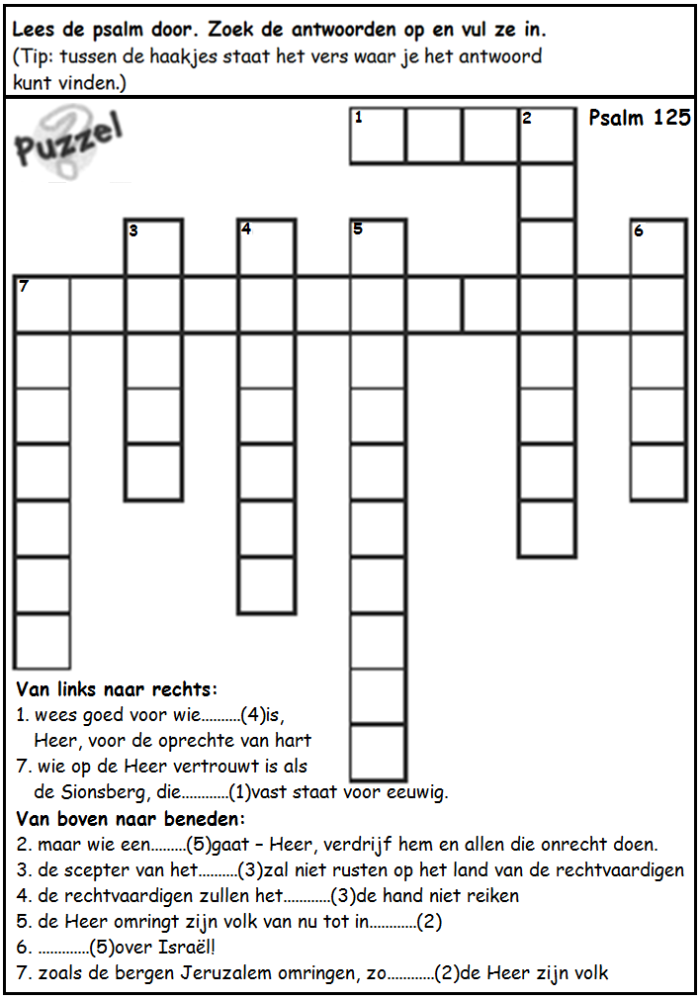 Lees de psalm door. Zoek de antwoorden op en vul ze in.
(Tip: tussen de haakjes staat het vers waar je het antwoord
kunt vinden.)
Puzzel
?
Psalm 125
1
2
3
4
5
6
7
Van links naar rechts:
1. wees goed voor wie..........(4)is,
Heer, voor de oprechte van hart
7. wie op de Heer vertrouwt is als
de Sionsberg, die............(1)vast staat voor eeuwig.
Van boven naar beneden:
2. maar wie een.........(5)gaat – Heer, verdrijf hem en allen die onrecht doen.
3. de scepter van het..........(3)zal niet rusten op het land van de rechtvaardigen
4. de rechtvaardigen zullen het............(3)de hand niet reiken
5. de Heer omringt zijn volk van nu tot in............(2)
6. .............(5)over Israël!
7. zoals de bergen Jeruzalem omringen, zo............(2)de Heer zijn volk